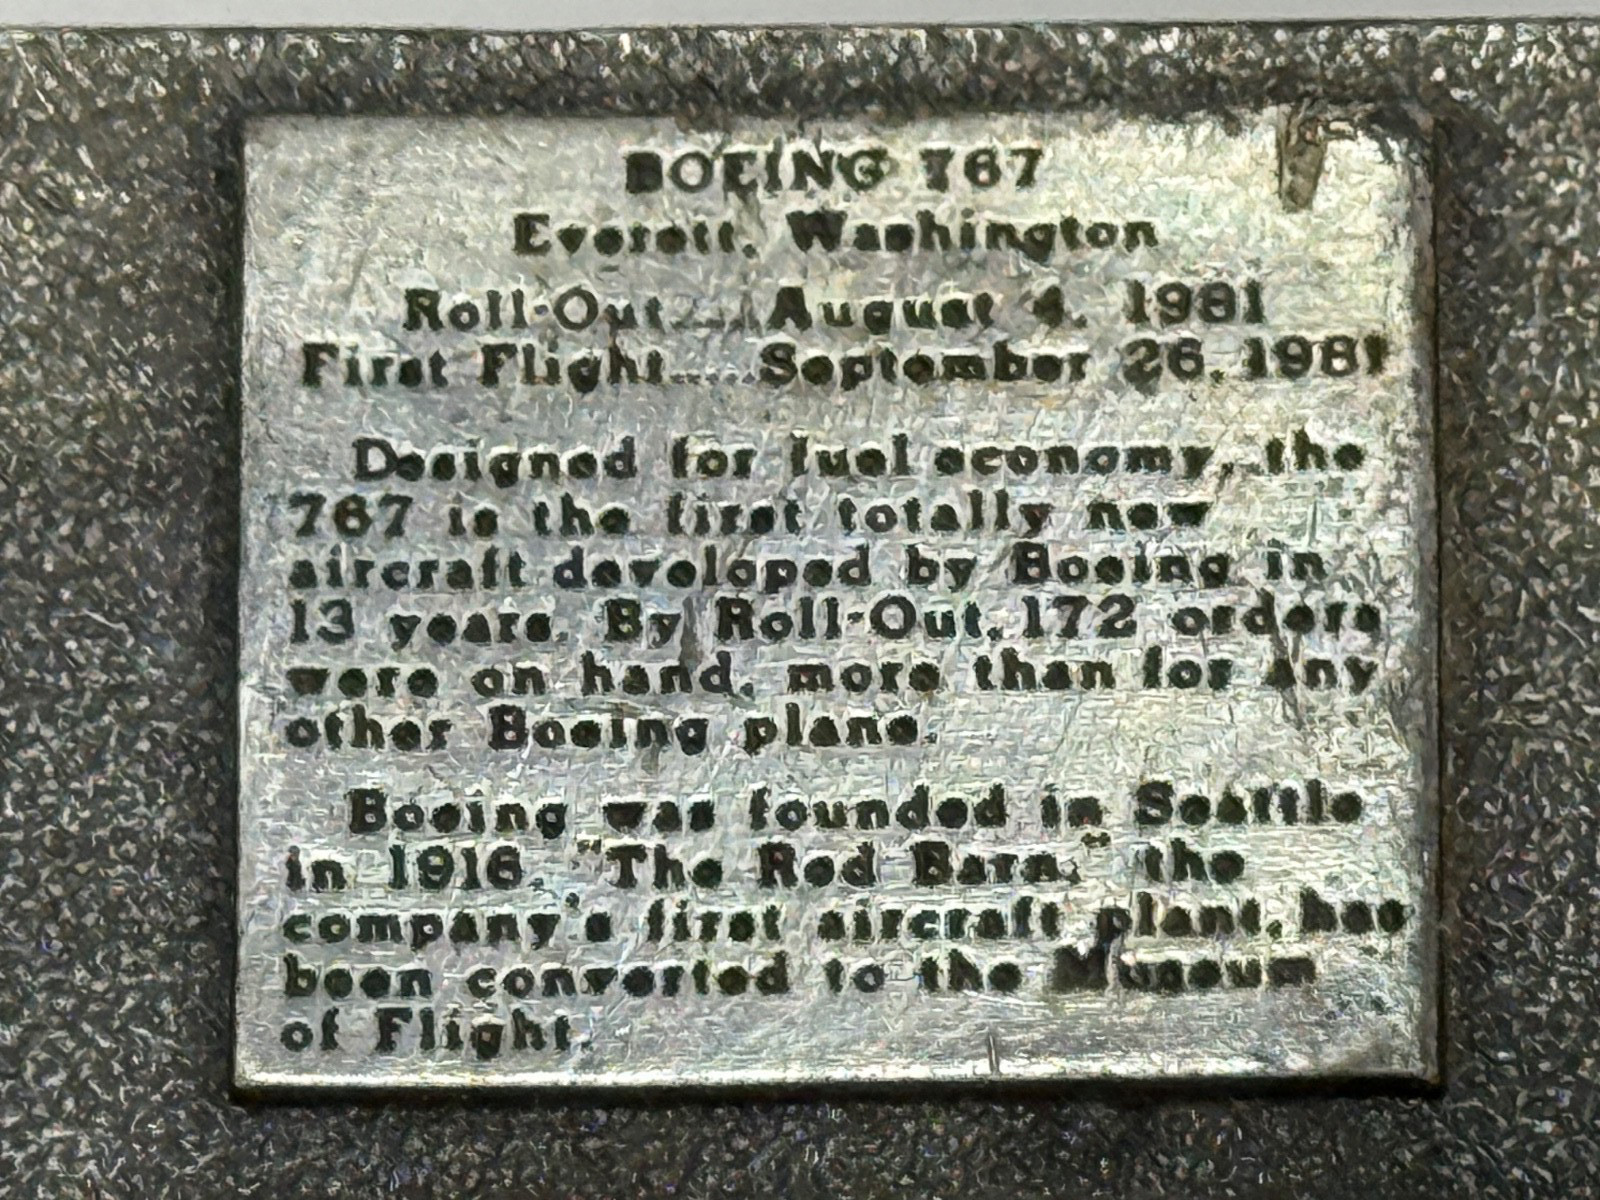 BOEING 767
Everett, Washington
Roll-Out.....August 4, 1981
First Flight.....September 26, 1981
Designed for fuel economy, the
767 is the first totally new
aircraft developed by Boeing in
13 years. By Roll-Out, 172 orders
were on hand, more than for any
other Boeing plane.
Boeing was founded in Seattle
in 1916. "The Red Barn," the
company's first aircraft plant, has
been converted to the Museum
of Flight.